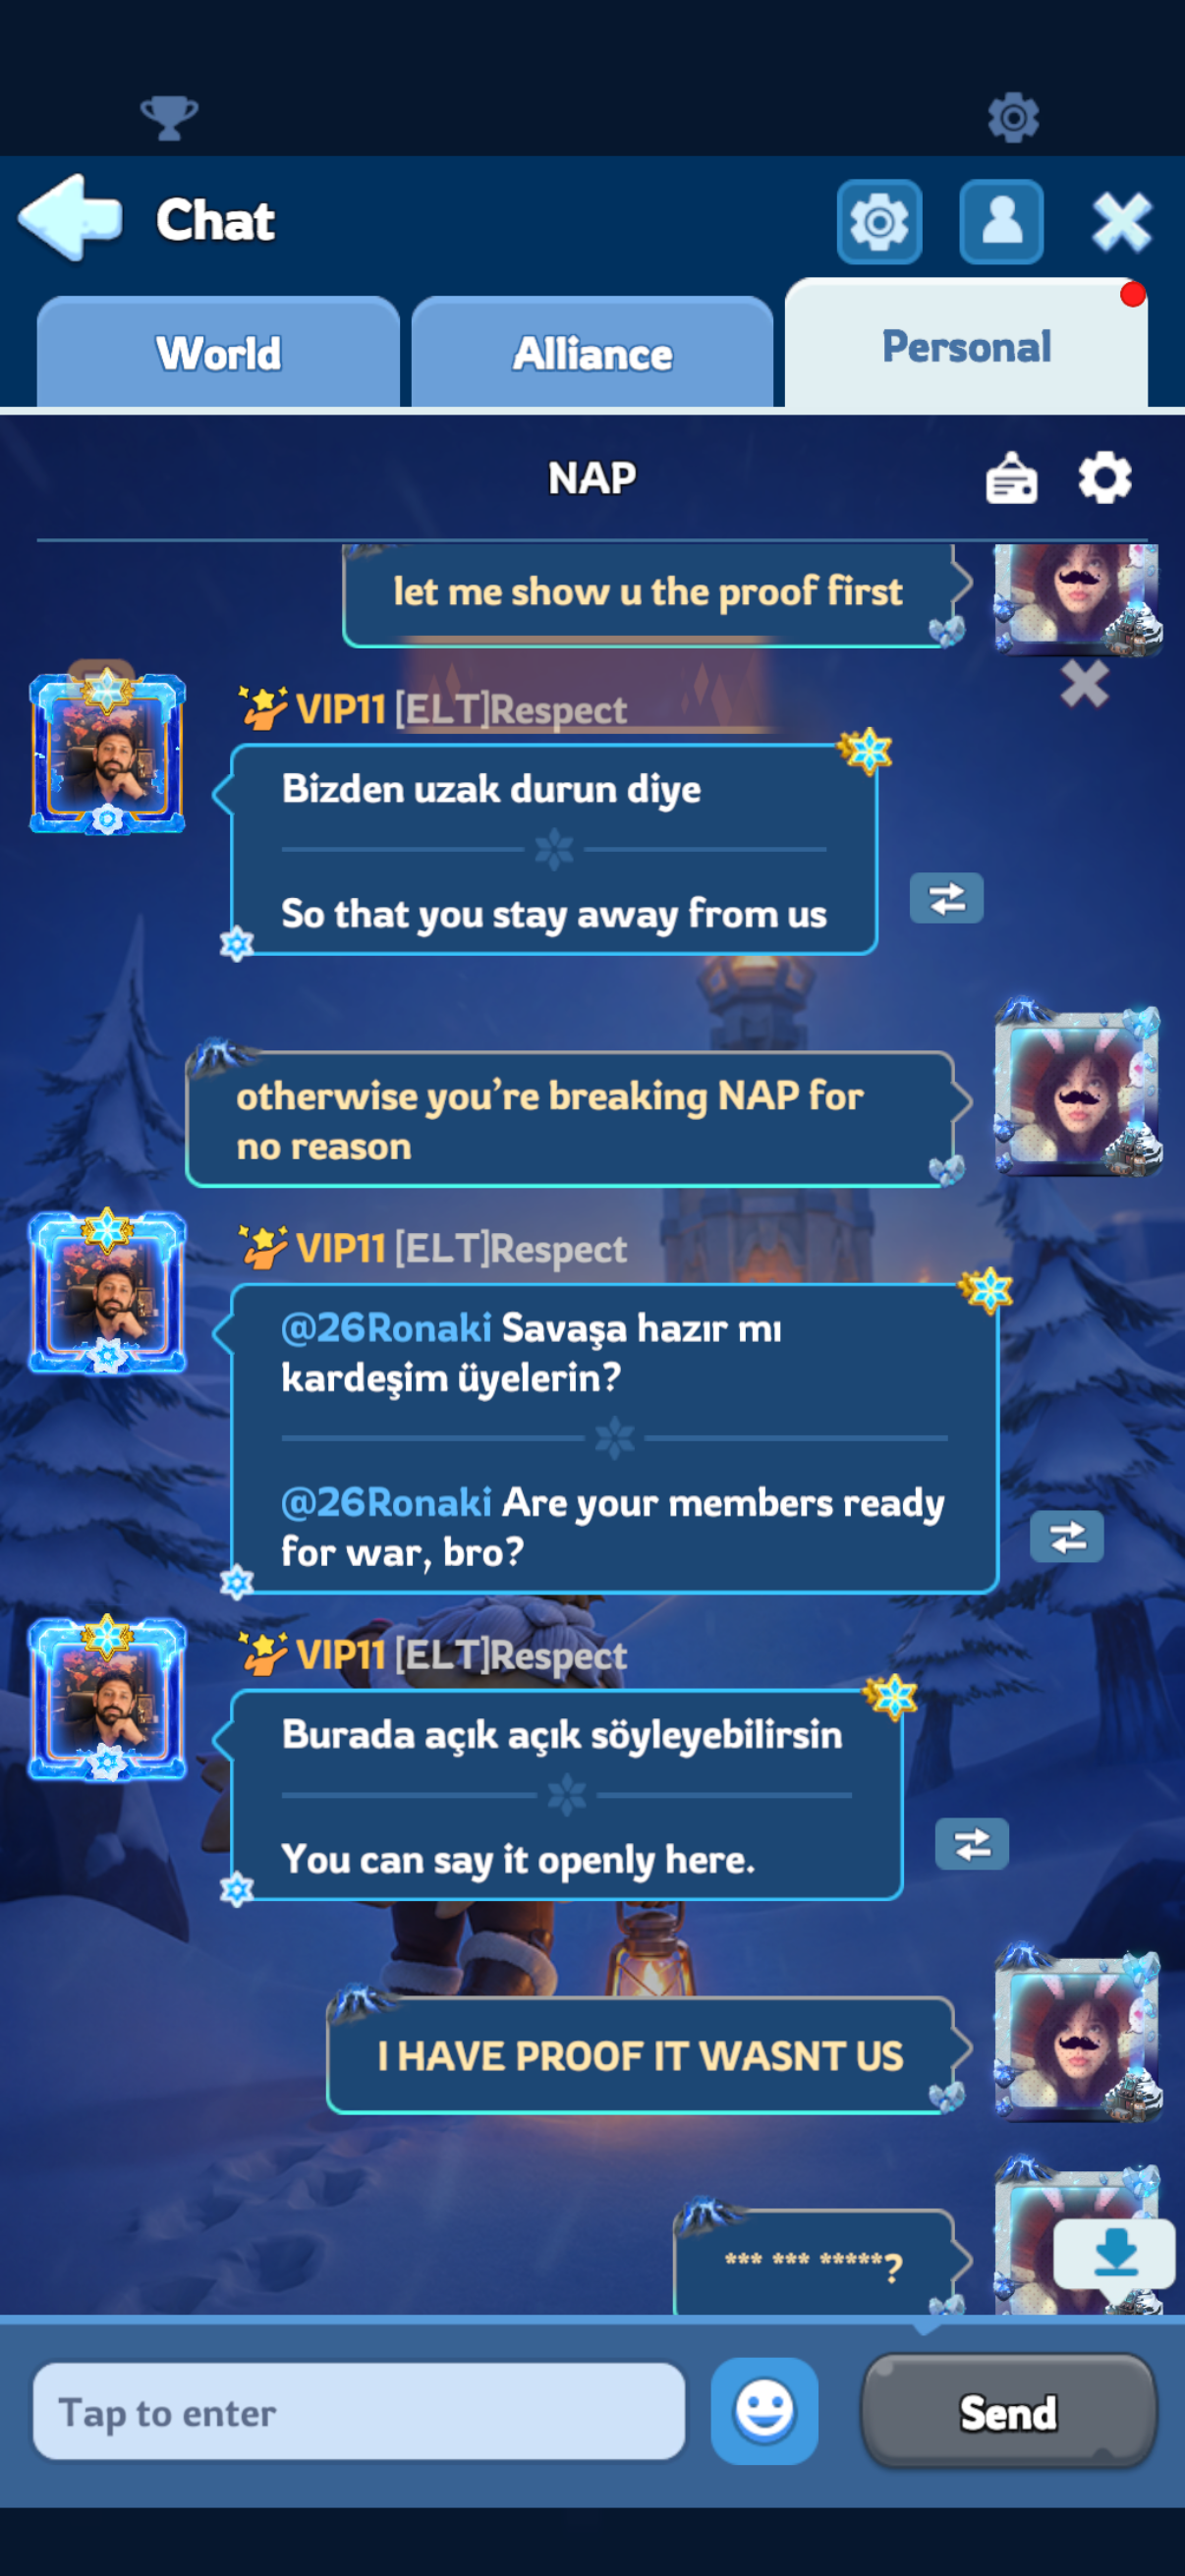 Chat
World
Alliance
Personal
NAP
let me show u the proof first
VIP11 [ELT]Respect
Bizden uzak durun diye
So that you stay away from us
otherwise you're breaking NAP for
no reason
VIP11 [ELT]Respect
@26Ronaki Savaşa hazır mı
kardeşim üyelerin?
@26Ronaki Are your members ready
for war, bro?
VIP11 [ELT]Respect
Burada açık açık söyleyebilirsin
You can say it openly here.
I HAVE PROOF IT WASNT US
*** *** *****?
Tap to enter
Send